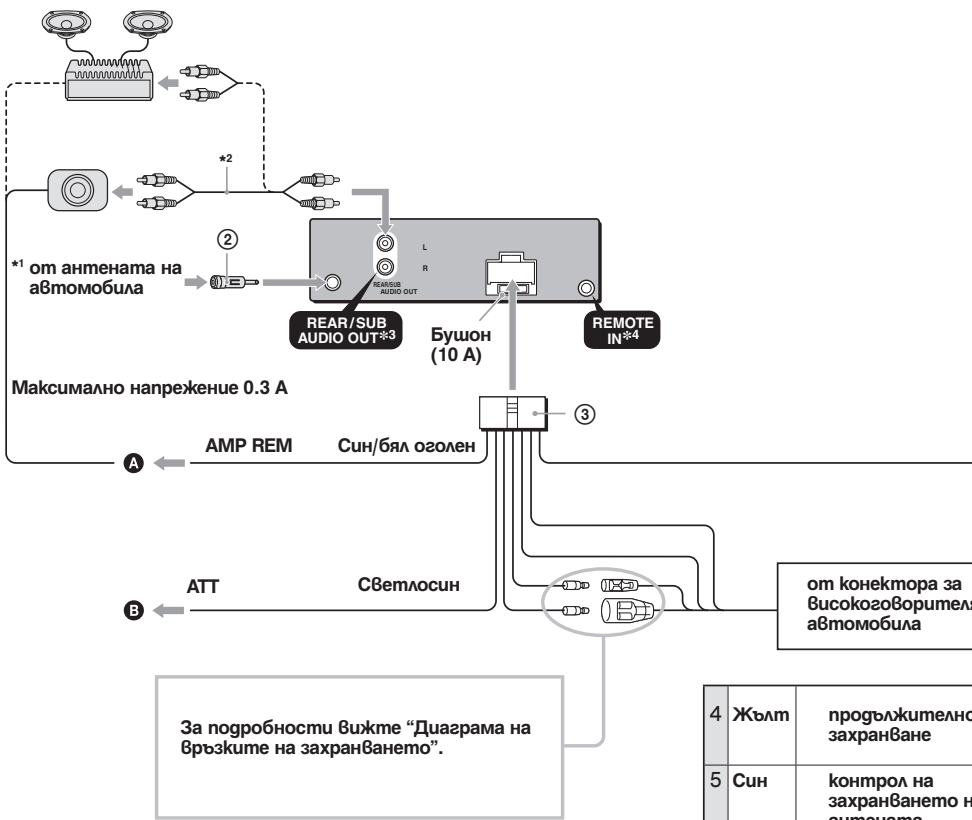 *2
②
L
*1 от антената на
автомобила
R
REAR/SUB
AUDIO OUT
REAR/SUB
AUDIO OUT*3
Бушон
(10 A)
REMOTE
IN*4
Максимално напрежение 0.3 А
③
A
AMP REM
Син/бял оголен
B
ATT
Светлосин
от конектора за
високоговорителя
автомобила
За подробности вижте “Диаграма на
връзките на захранването”.
4 Жълт продължително
захранване
5 Син контрол на
захранването н
антената